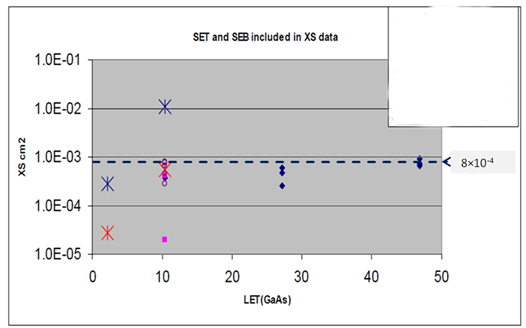 SET and SEB included in XS data
XS cm2
1.0E-01
1.0E-02
1.0E-03
1.0E-04
1.0E-05
8×10⁻⁴
0 10 20 30 40 50
LET(GaAs)